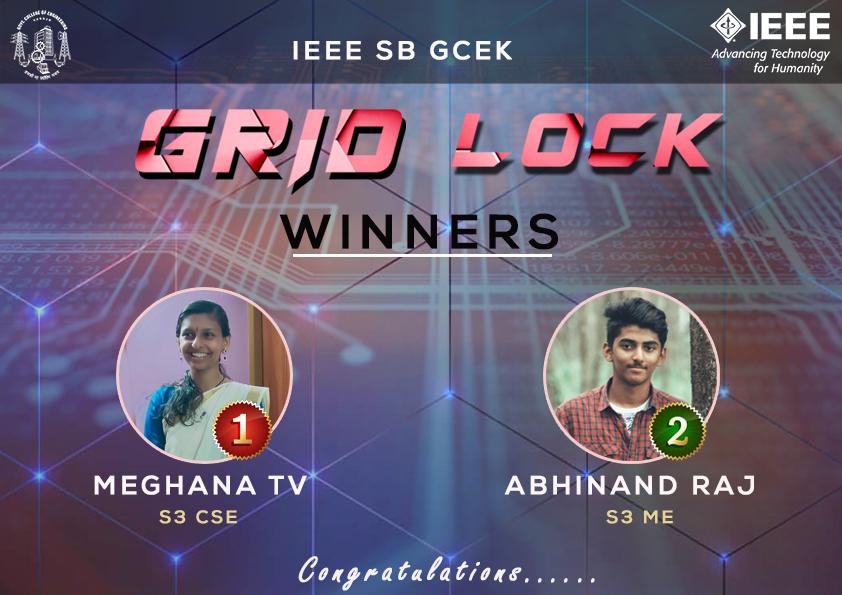 IEEE SB GCEK
IEEE
Advancing Technology
for Humanity
GRID LOCK
WINNERS
1
2
MEGHANA TV
ABHINAND RAJ
S3 CSE
S3 ME
Congratulations......